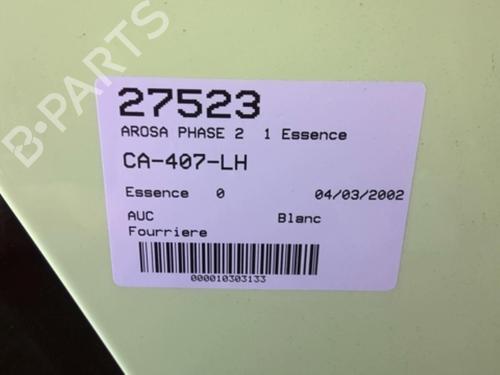 B-PARTS
27523
AROSA PHASE 2 1 Essence
CA-407-LH
Essence 0 04/03/2002
AUC Blanc
Fourriere
000010303133